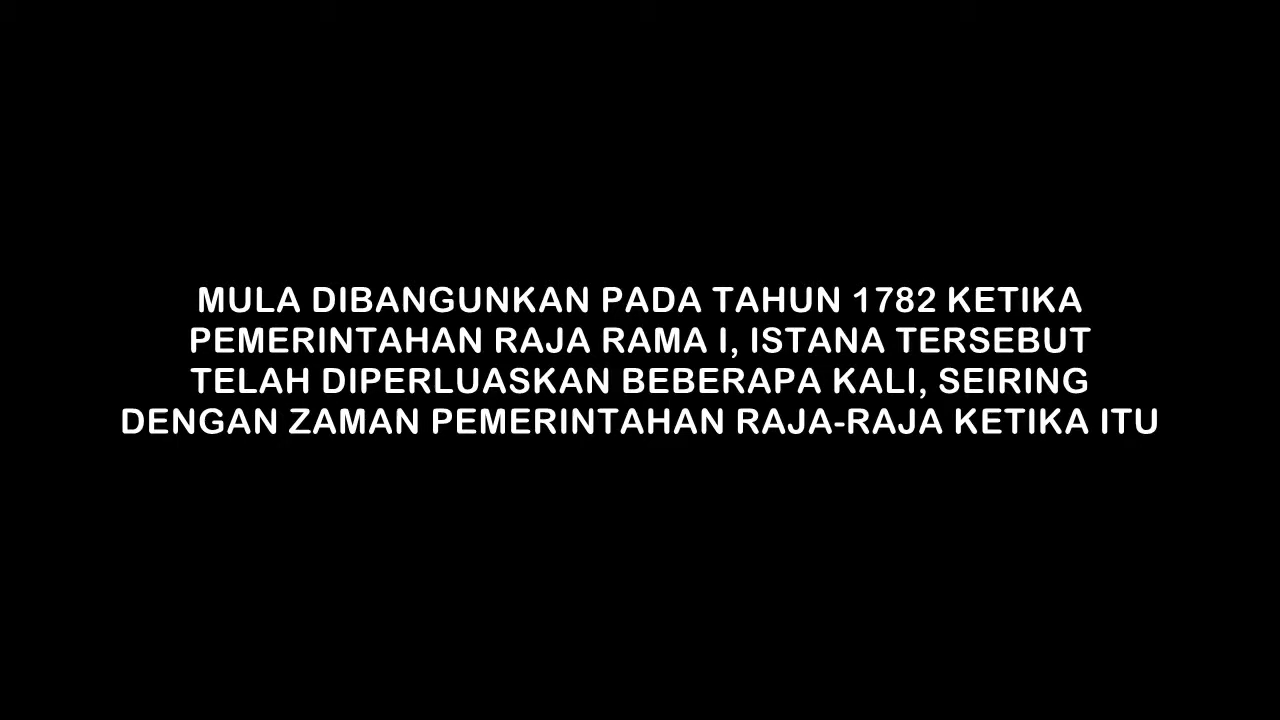 MULA DIBANGUNKAN PADA TAHUN 1782 KETIKA
PEMERINTAHAN RAJA RAMA I, ISTANA TERSEBUT
TELAH DIPERLUASKAN BEBERAPA KALI, SEIRING
DENGAN ZAMAN PEMERINTAHAN RAJA-RAJA KETIKA ITU